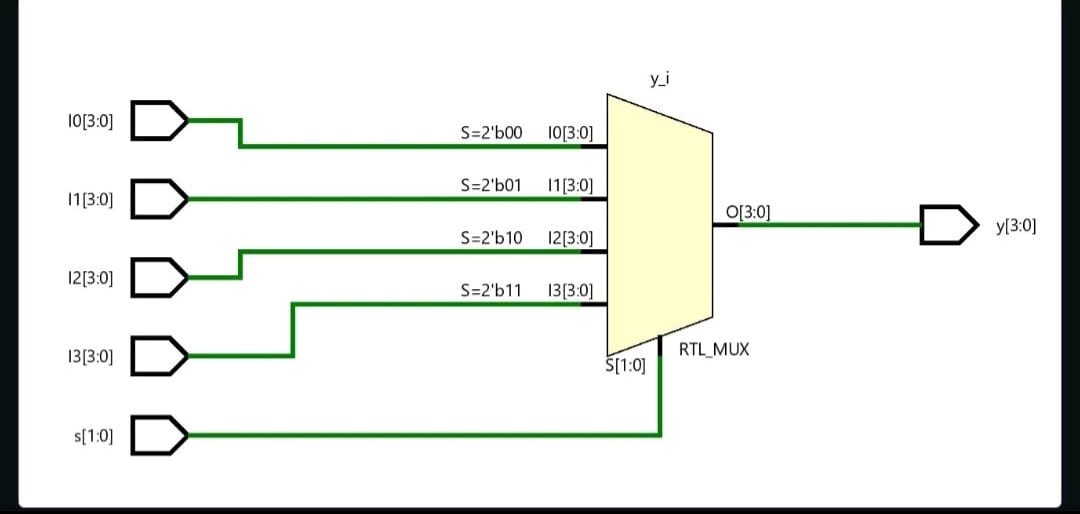 y_i
I0[3:0]
S=2'b00 I0[3:0]
I1[3:0]
S=2'b01 I1[3:0]
O[3:0]
y[3:0]
S=2'b10 I2[3:0]
I2[3:0]
S=2'b11 I3[3:0]
I3[3:0]
RTL_MUX
S[1:0]
s[1:0]